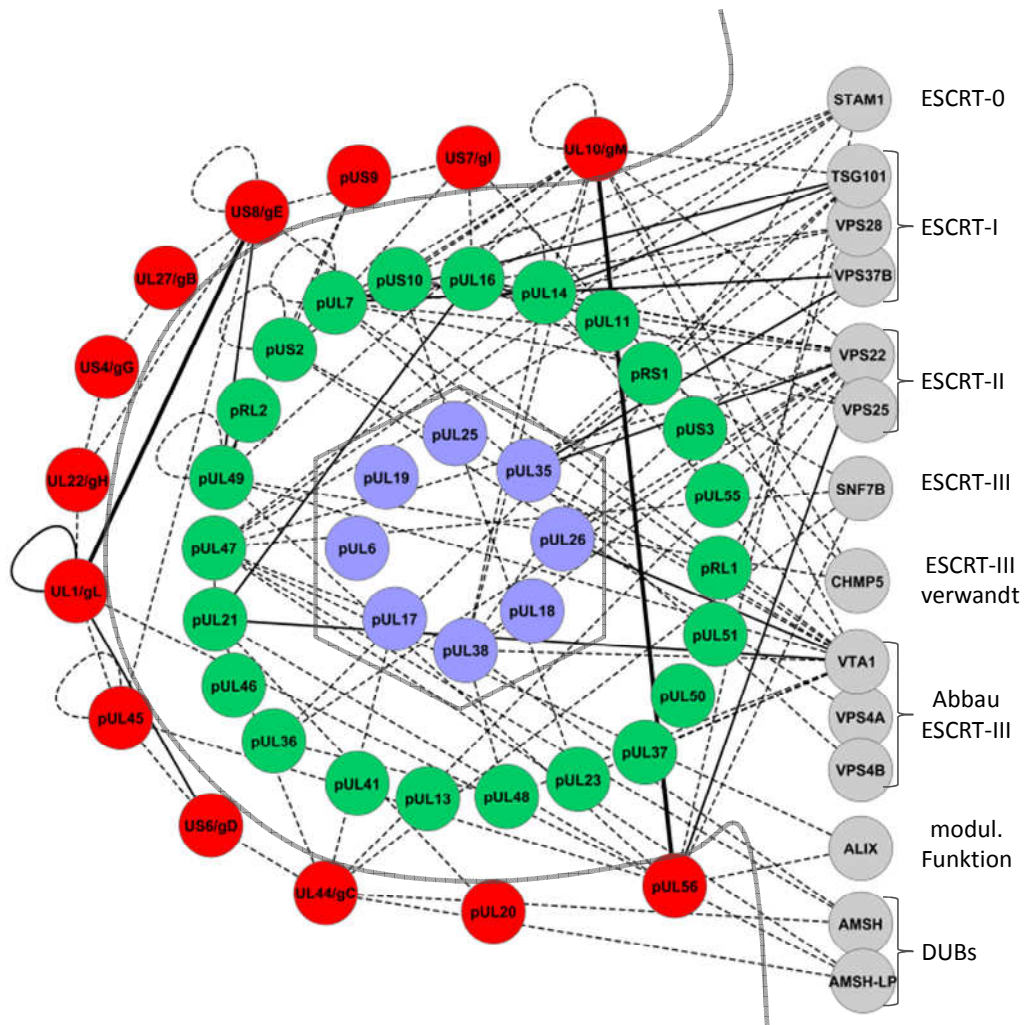 STAM1
ESCRT-0
UL10/gM
US7/gI
pUS9
TSG101
US8/gE
VPS28
ESCRT-I
UL27/gB
pUS10
pUL16
pUL14
VPS37B
pUL7
pUL11
pUS2
VPS22
US4/gG
pRS1
ESCRT-II
pRL2
VPS25
pUS3
pUL25
pUL35
pUL19
UL22/gH
pUL49
SNF7B
ESCRT-III
pUL55
pUL26
pUL47
pUL6
pRL1
CHMP5
ESCRT-III
verwandt
UL1/gL
pUL18
pUL17
pUL21
pUL51
pUL38
VTA1
pUL46
pUL50
Abbau
ESCRT-III
VPS4A
pUL45
pUL36
pUL37
VPS4B
pUL41
pUL13
pUL48
pUL23
US6/gD
modul.
Funktion
ALIX
UL44/gC
pUL56
pUL20
AMSH
DUBs
AMSH-LP